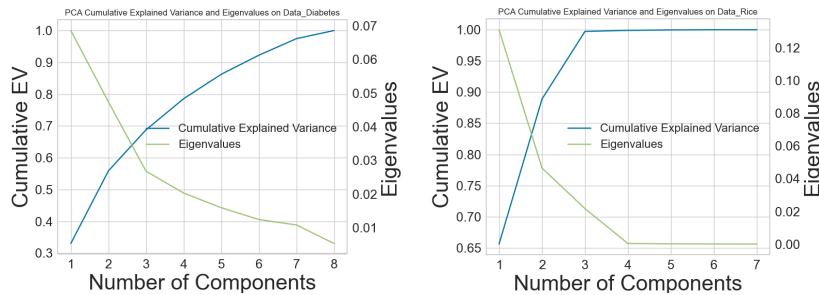 PCA Cumulative Explained Variance and Eigenvalues on Data_Diabetes
1.0
0.9
0.8
0.7
0.6
0.5
0.4
0.3
Cumulative EV
0.07
0.06
0.05
0.04
0.03
0.02
0.01
Eigenvalues
Cumulative Explained Variance
Eigenvalues
1 2 3 4 5 6 7 8
Number of Components
PCA Cumulative Explained Variance and Eigenvalues on Data_Rice
1.00
0.95
0.90
0.85
0.80
0.75
0.70
0.65
Cumulative EV
0.12
0.10
0.08
0.06
0.04
0.02
0.00
Eigenvalues
Cumulative Explained Variance
Eigenvalues
1 2 3 4 5 6 7
Number of Components